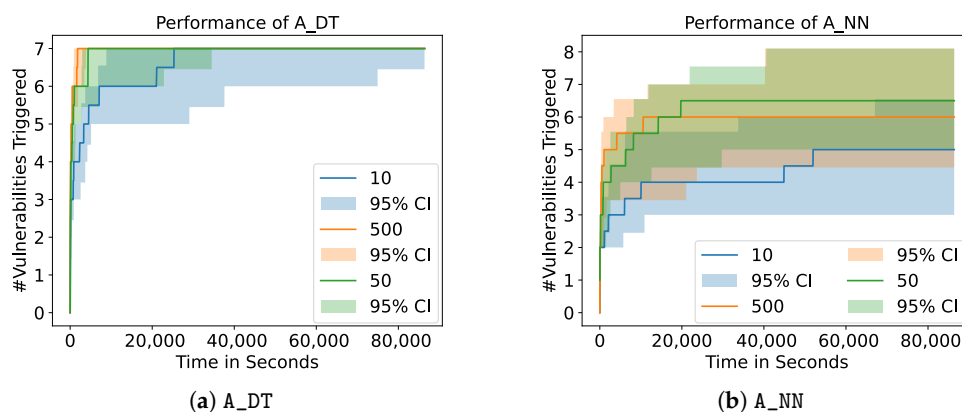 Performance of A_DT
#Vulnerabilities Triggered
7
6
5
4
3
2
1
0
10
95% CI
500
95% CI
50
95% CI
0
20,000
40,000
60,000
80,000
Time in Seconds
(a) A_DT
Performance of A_NN
#Vulnerabilities Triggered
8
7
6
5
4
3
2
1
0
10
95% CI
500
95% CI
50
95% CI
0
20,000
40,000
60,000
80,000
Time in Seconds
(b) A_NN